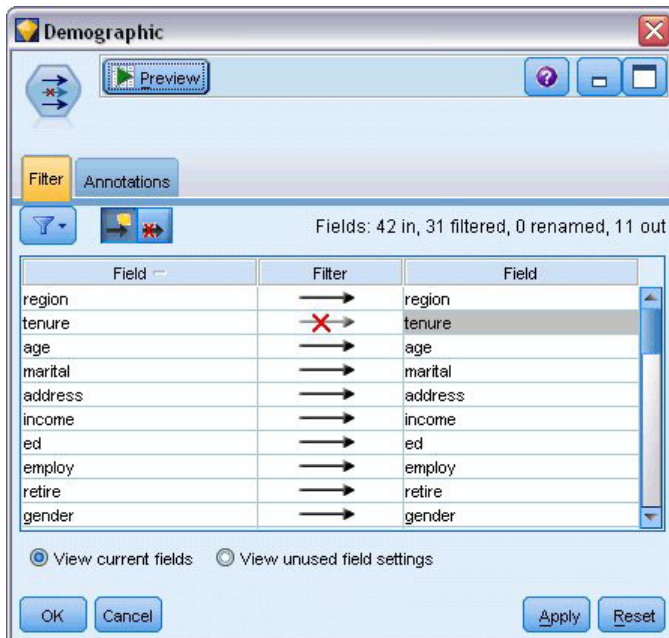 Demographic
Preview
Filter Annotations
Fields: 42 in, 31 filtered, 0 renamed, 11 out
Field Filter Field
region region
tenure tenure
age age
marital marital
address address
income income
ed ed
employ employ
retire retire
gender gender
View current fields View unused field settings
OK Cancel Apply Reset